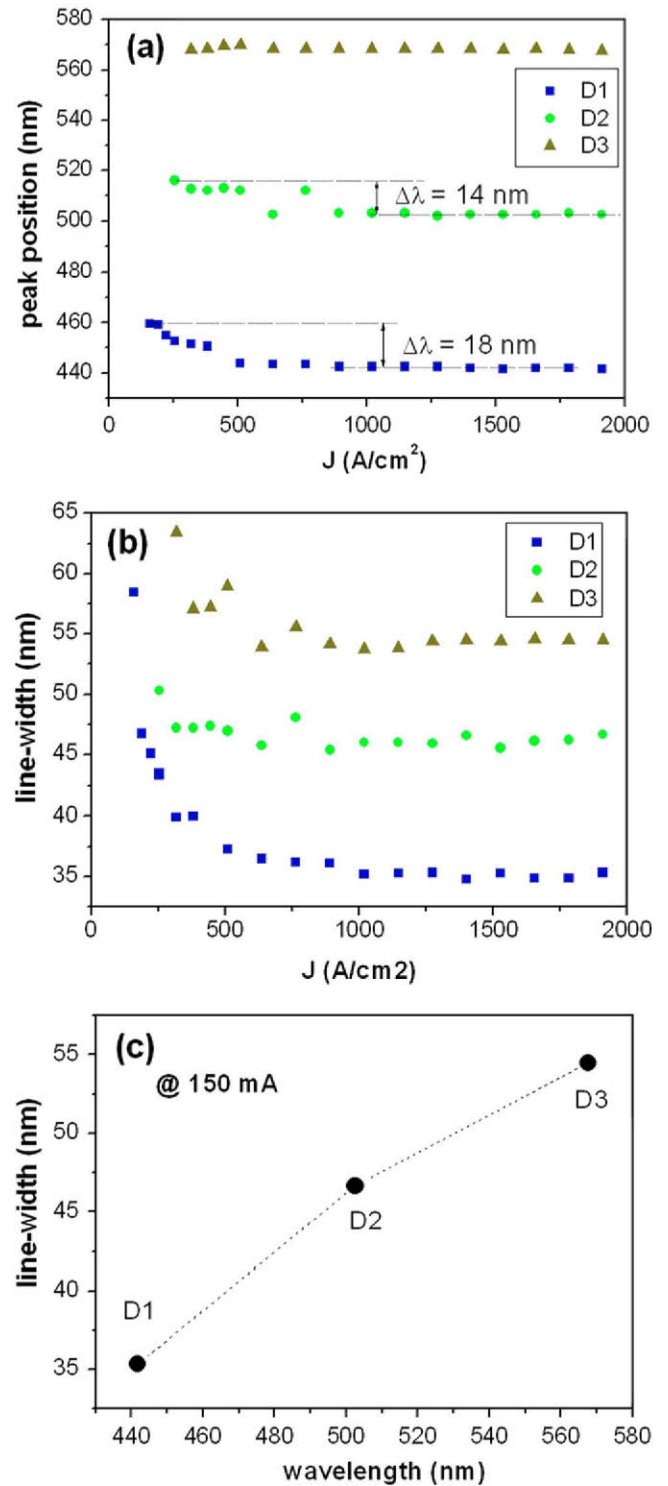 (a)
580
560
540
520
500
480
460
440
peak position (nm)
D1
D2
D3
Δλ = 14 nm
Δλ = 18 nm
0 500 1000 1500 2000
J (A/cm²)
(b)
65
60
55
50
45
40
35
line-width (nm)
D1
D2
D3
0 500 1000 1500 2000
J (A/cm2)
(c)
@ 150 mA
55
50
45
40
35
line-width (nm)
D3
D2
D1
440 460 480 500 520 540 560 580
wavelength (nm)